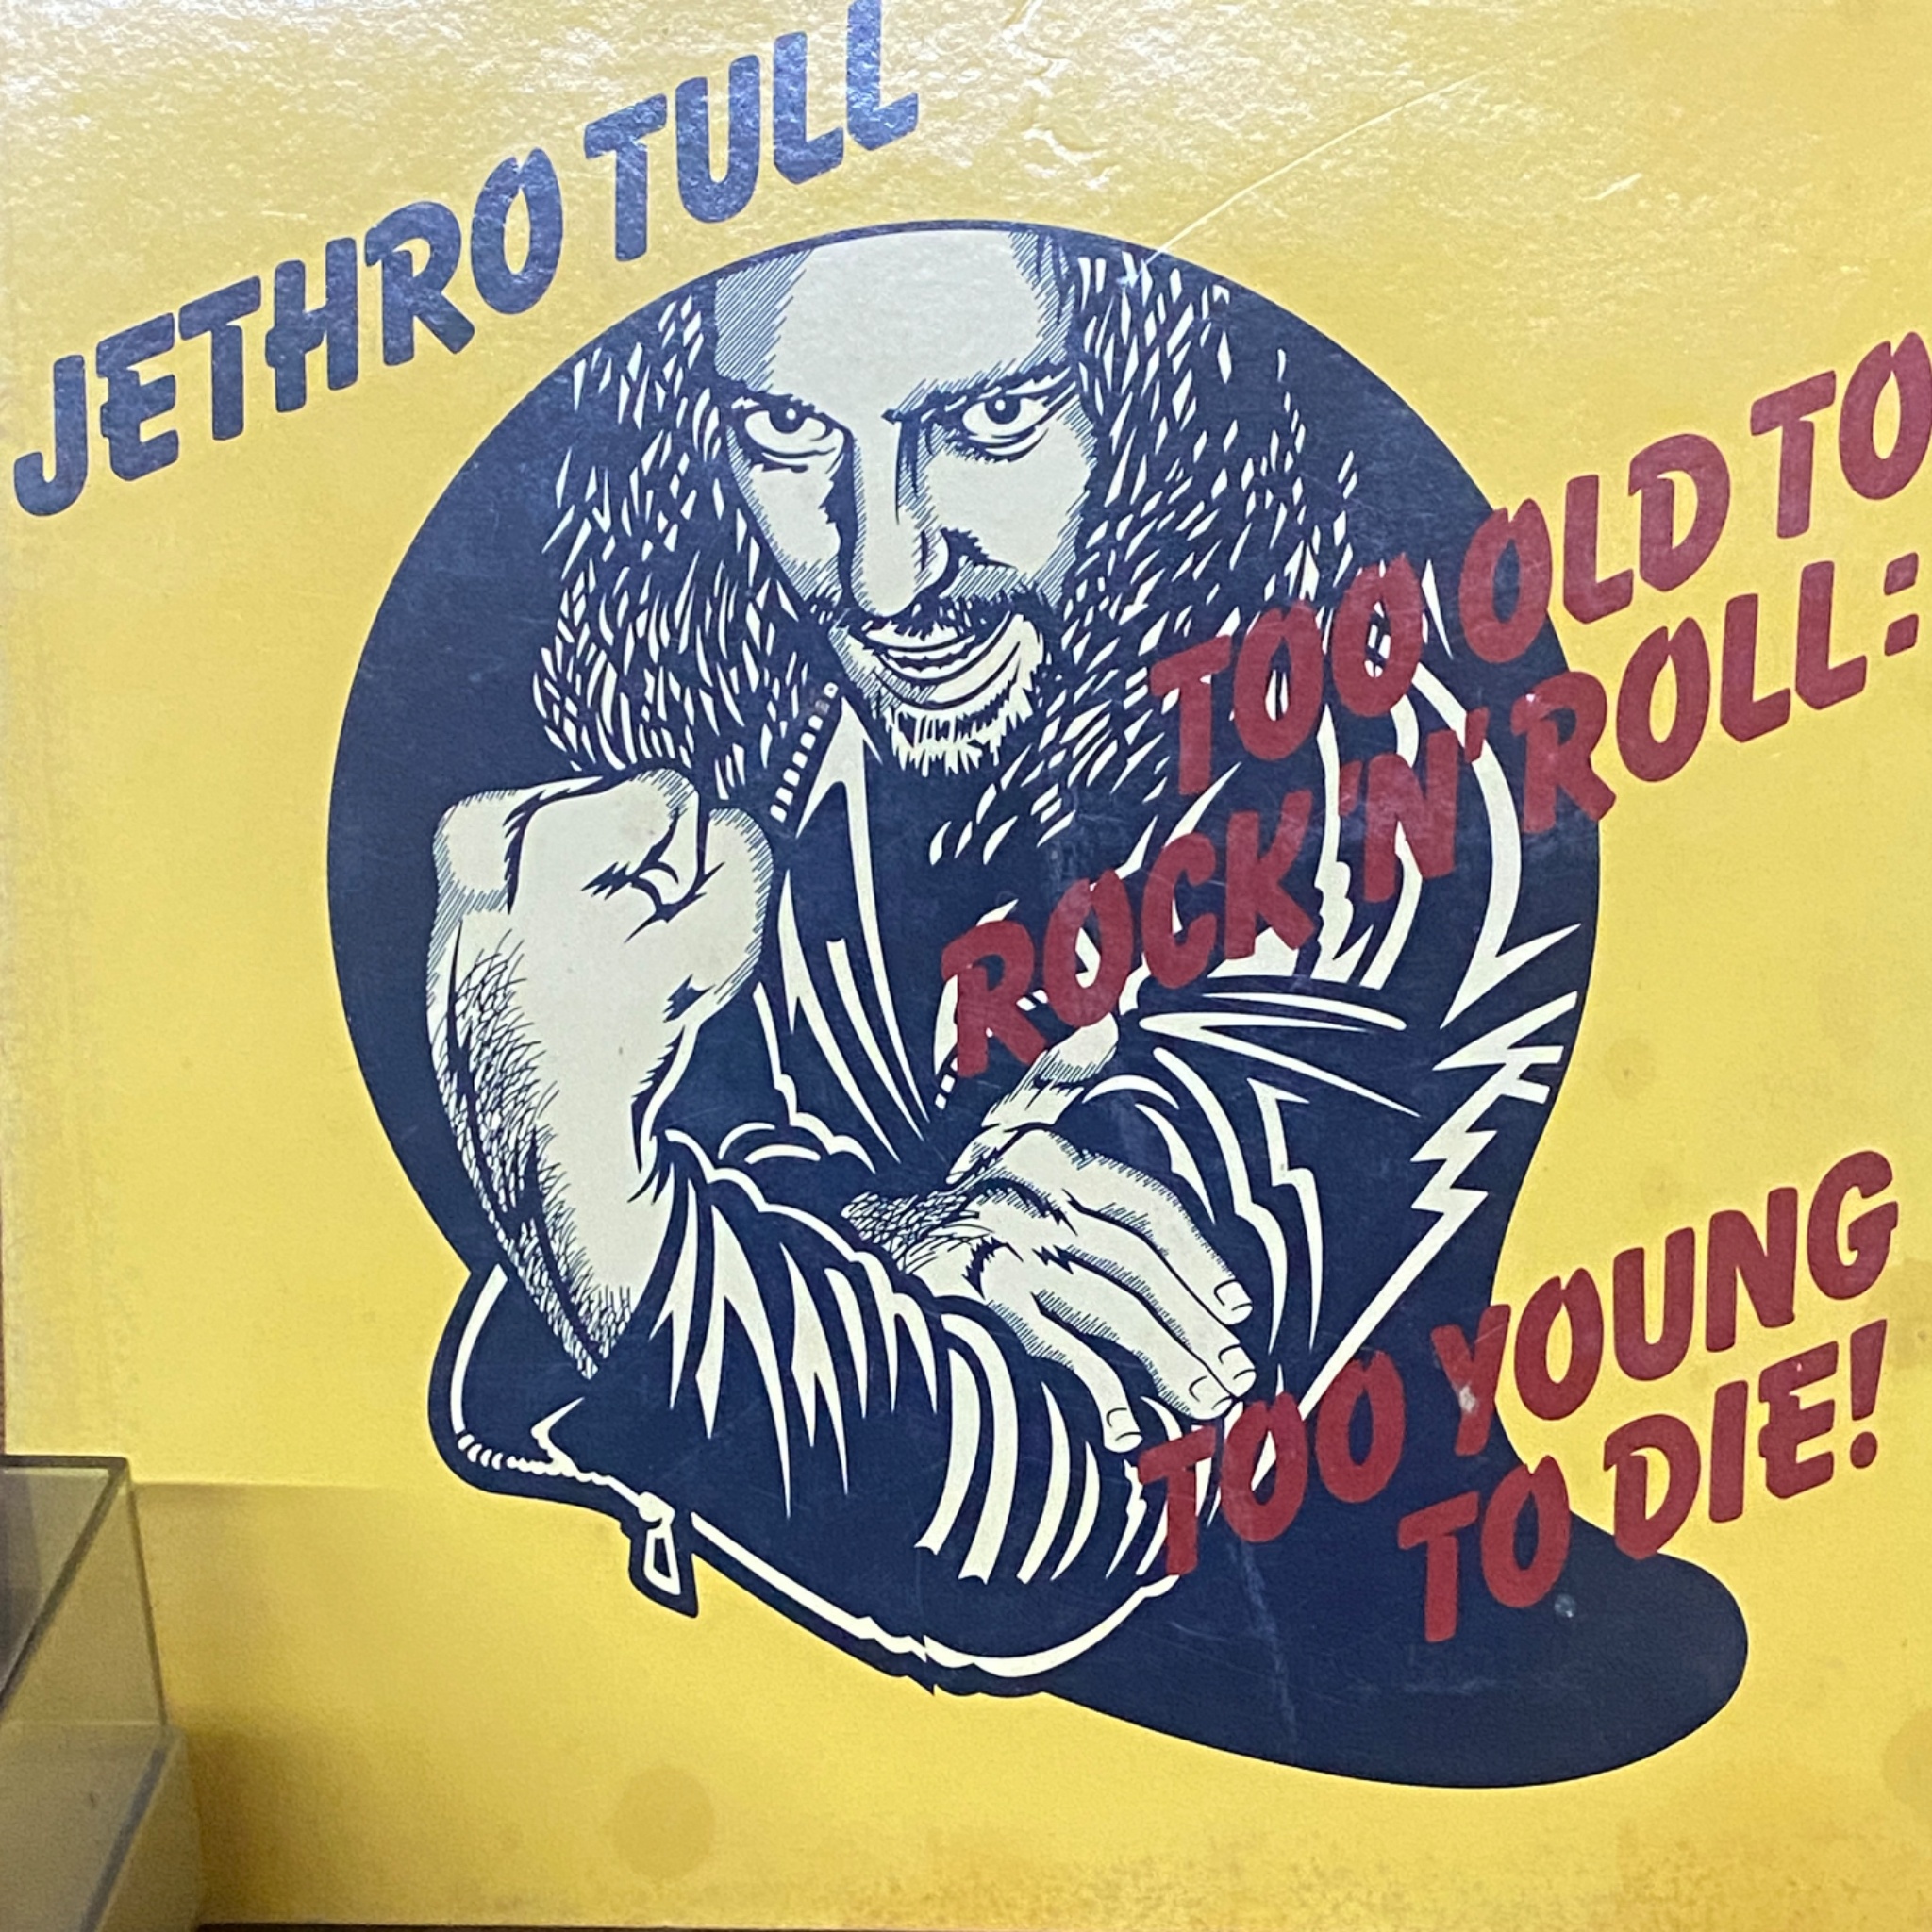 JETHRO TULL
TOO OLD TO
ROCK 'N' ROLL:
TOO YOUNG
TO DIE!